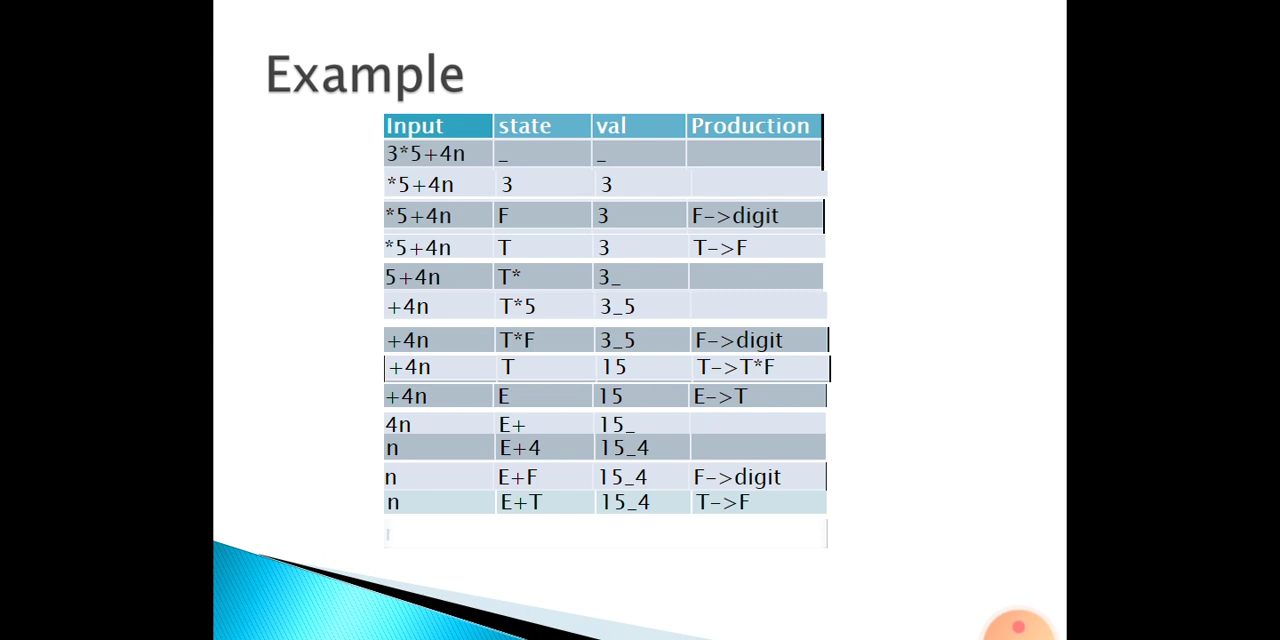 Example
Input state val Production
3*5+4n _ _
*5+4n 3 3
*5+4n F 3 F->digit
*5+4n T 3 T->F
5+4n T* 3_
+4n T*5 3_5
+4n T*F 3_5 F->digit
+4n T 15 T->T*F
+4n E 15 E->T
4n E+ 15_
n E+4 15_4
n E+F 15_4 F->digit
n E+T 15_4 T->F